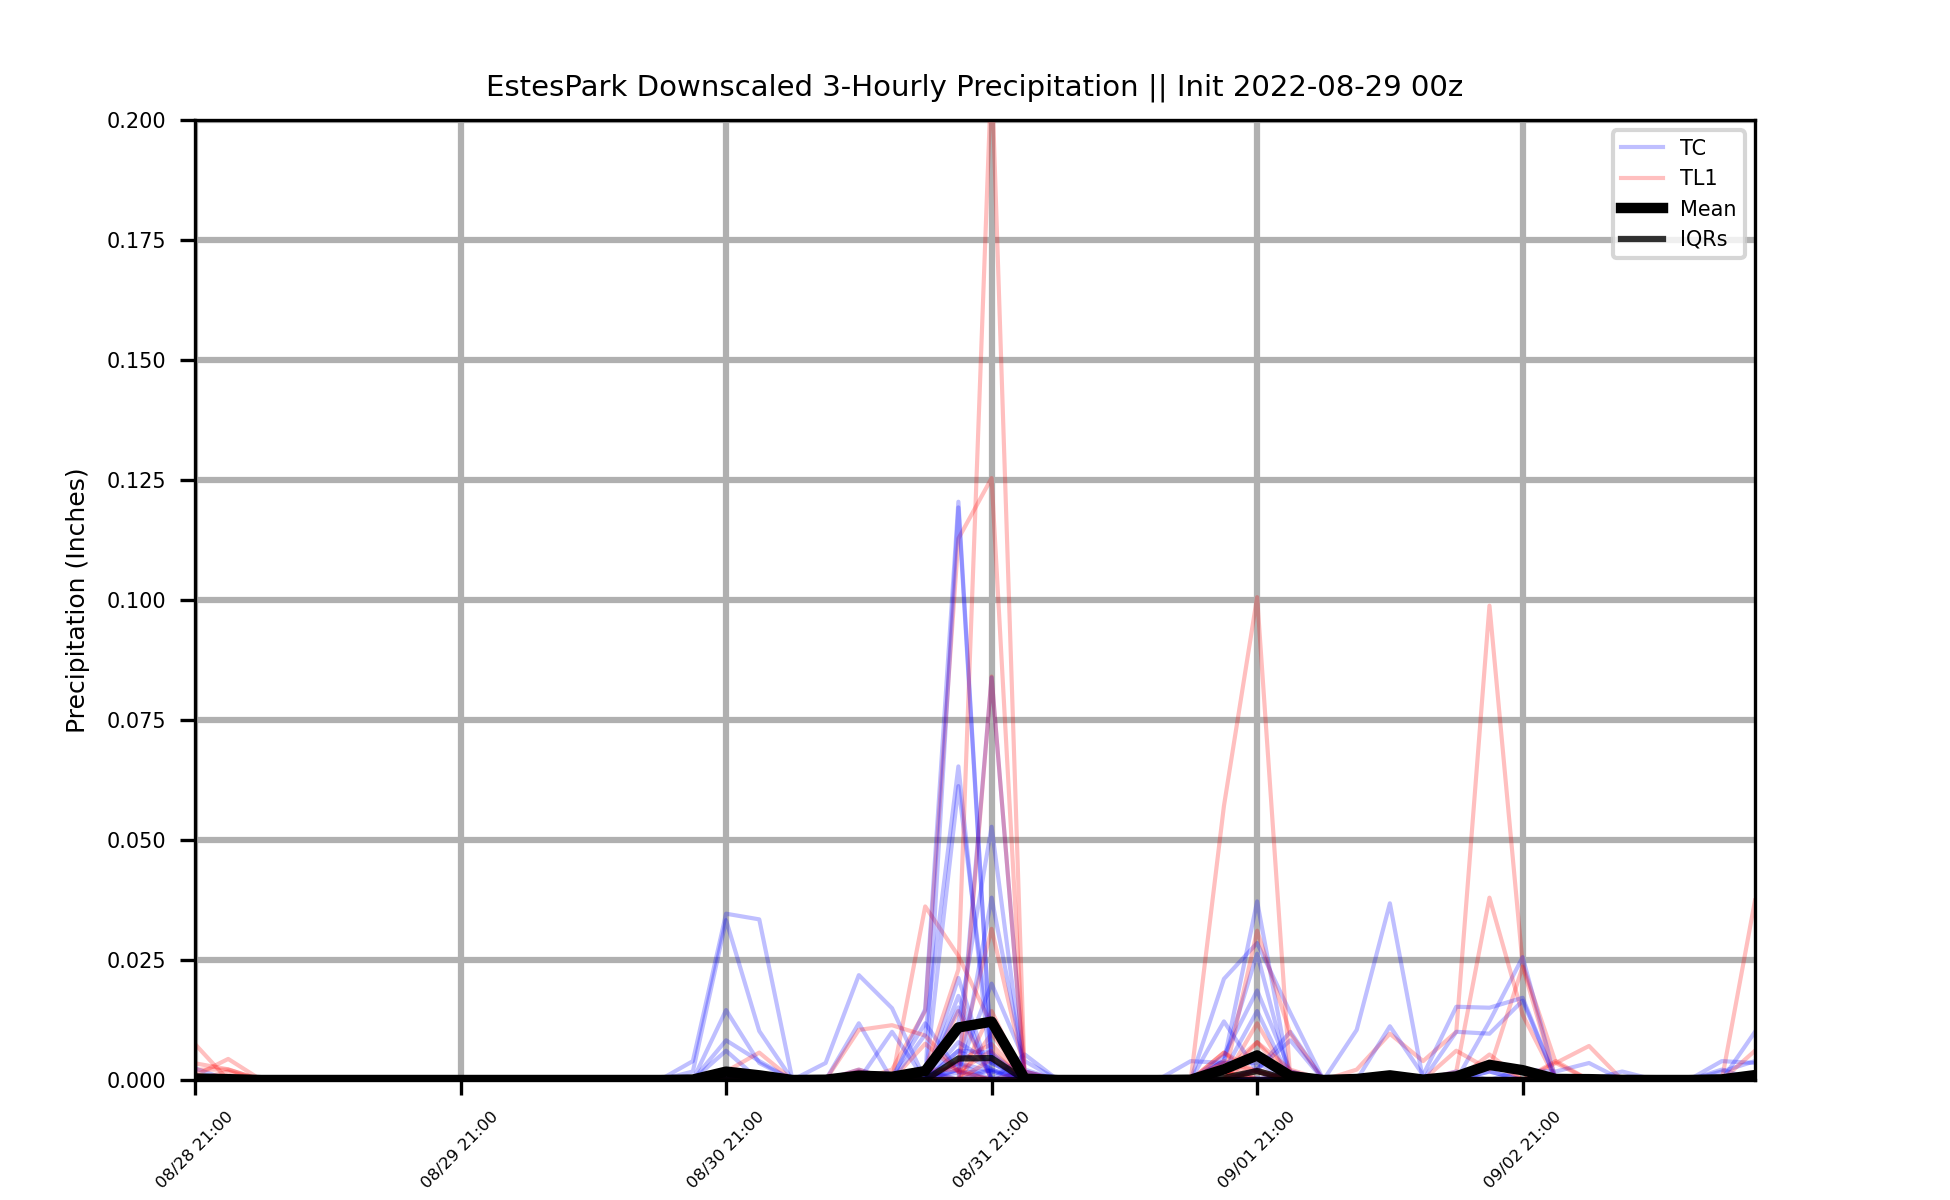 EstesPark Downscaled 3-Hourly Precipitation || Init 2022-08-29 00z
TC
TL1
Mean
IQRs
Precipitation (Inches)
0.200
0.175
0.150
0.125
0.100
0.075
0.050
0.025
0.000
08/28 21:00
08/29 21:00
08/30 21:00
08/31 21:00
09/01 21:00
09/02 21:00